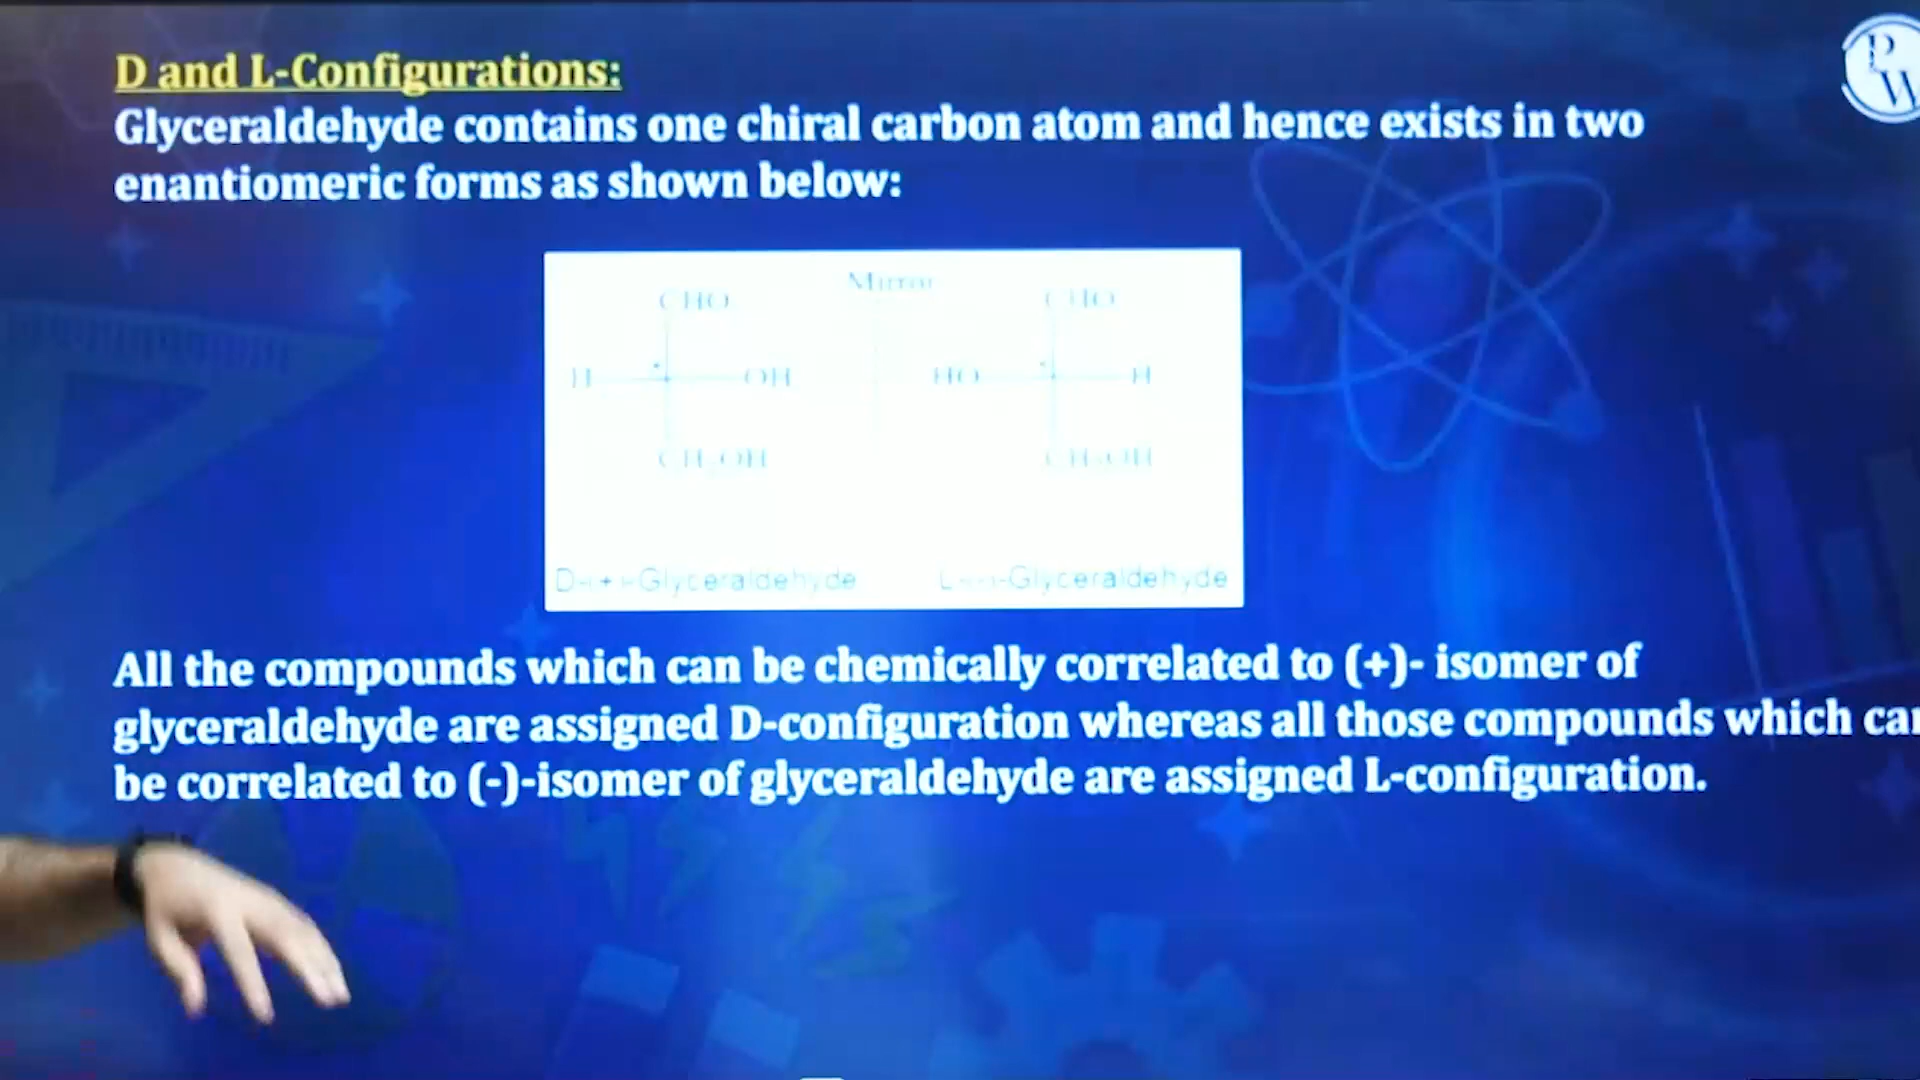 D and L-Configurations:
P
W
Glyceraldehyde contains one chiral carbon atom and hence exists in two
enantiomeric forms as shown below:
Mirror
CHO CHO
H OH HO H
CH₂OH CH₂OH
D-(+)-Glyceraldehyde L-(-)-Glyceraldehyde
All the compounds which can be chemically correlated to (+)- isomer of
glyceraldehyde are assigned D-configuration whereas all those compounds which
be correlated to (-)-isomer of glyceraldehyde are assigned L-configuration.